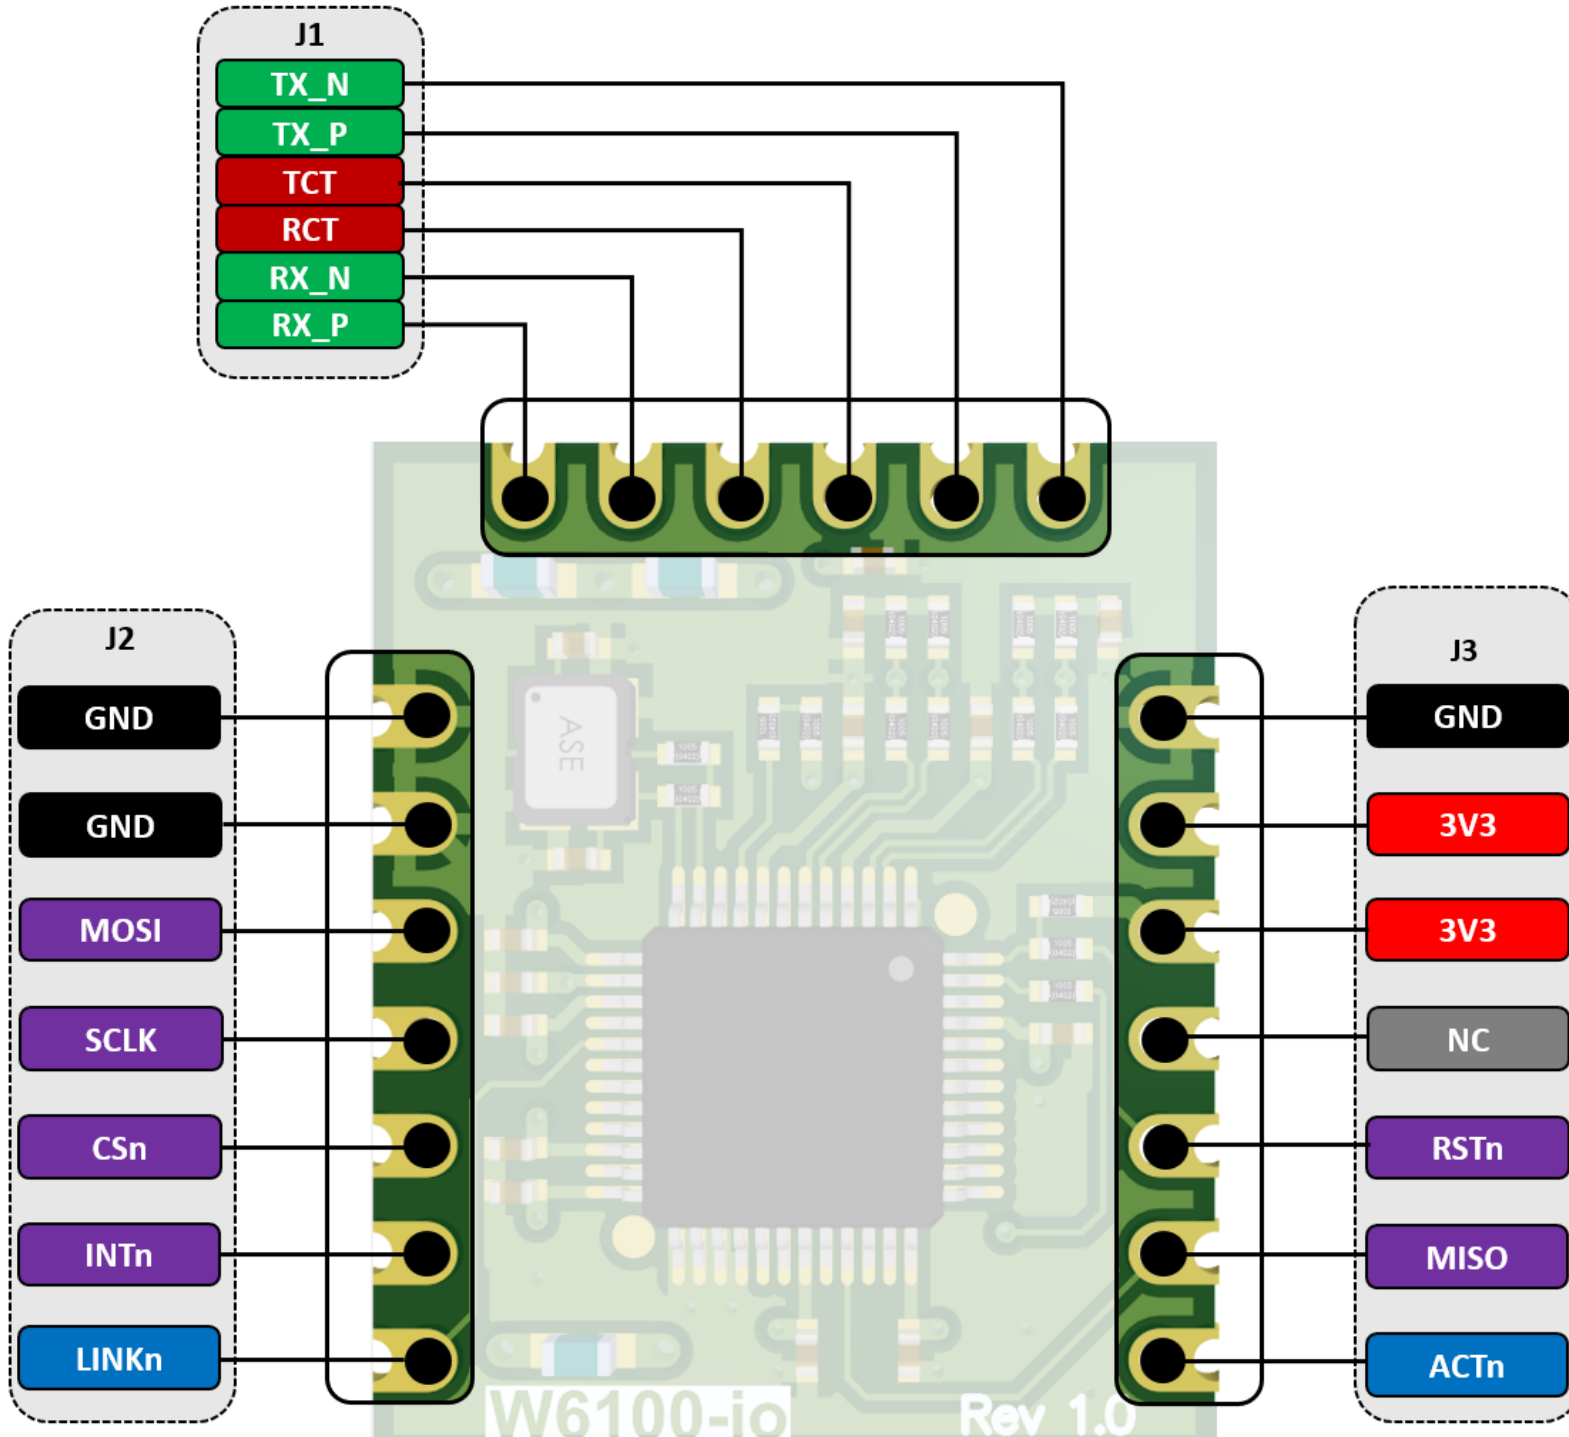 J1
TX_N
TX_P
TCT
RCT
RX_N
RX_P
J2
GND
GND
MOSI
SCLK
CSn
INTn
LINKn
J3
GND
3V3
3V3
NC
RSTn
MISO
ACTn
ASE
W6100-io
Rev 1.0